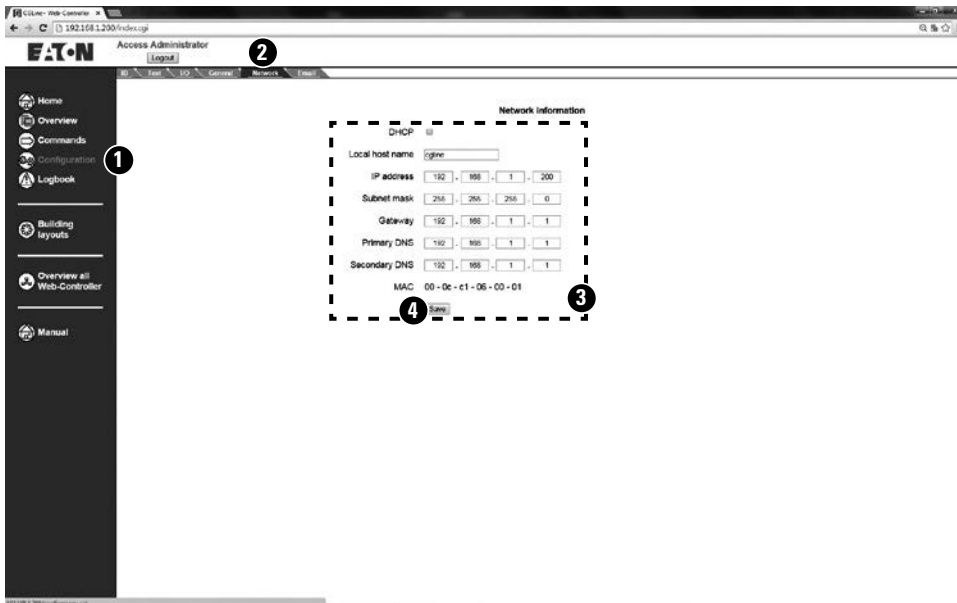 CGLine- Web-Controller ×
192.168.1.200/index.cgi
EATON
Access Administrator
Logout
2
ID Text I/O General Network Email
Home
Overview
Commands
Configuration
1
Logbook
Building
layouts
Overview all
Web-Controller
Manual
Network Information
DHCP
Local host name cgline
IP address 192 . 168 . 1 . 200
Subnet mask 255 . 255 . 255 . 0
Gateway 192 . 168 . 1 . 1
Primary DNS 192 . 168 . 1 . 1
Secondary DNS 192 . 168 . 1 . 1
MAC 00 - 0c - c1 - 06 - 00 - 01
3
4
Save